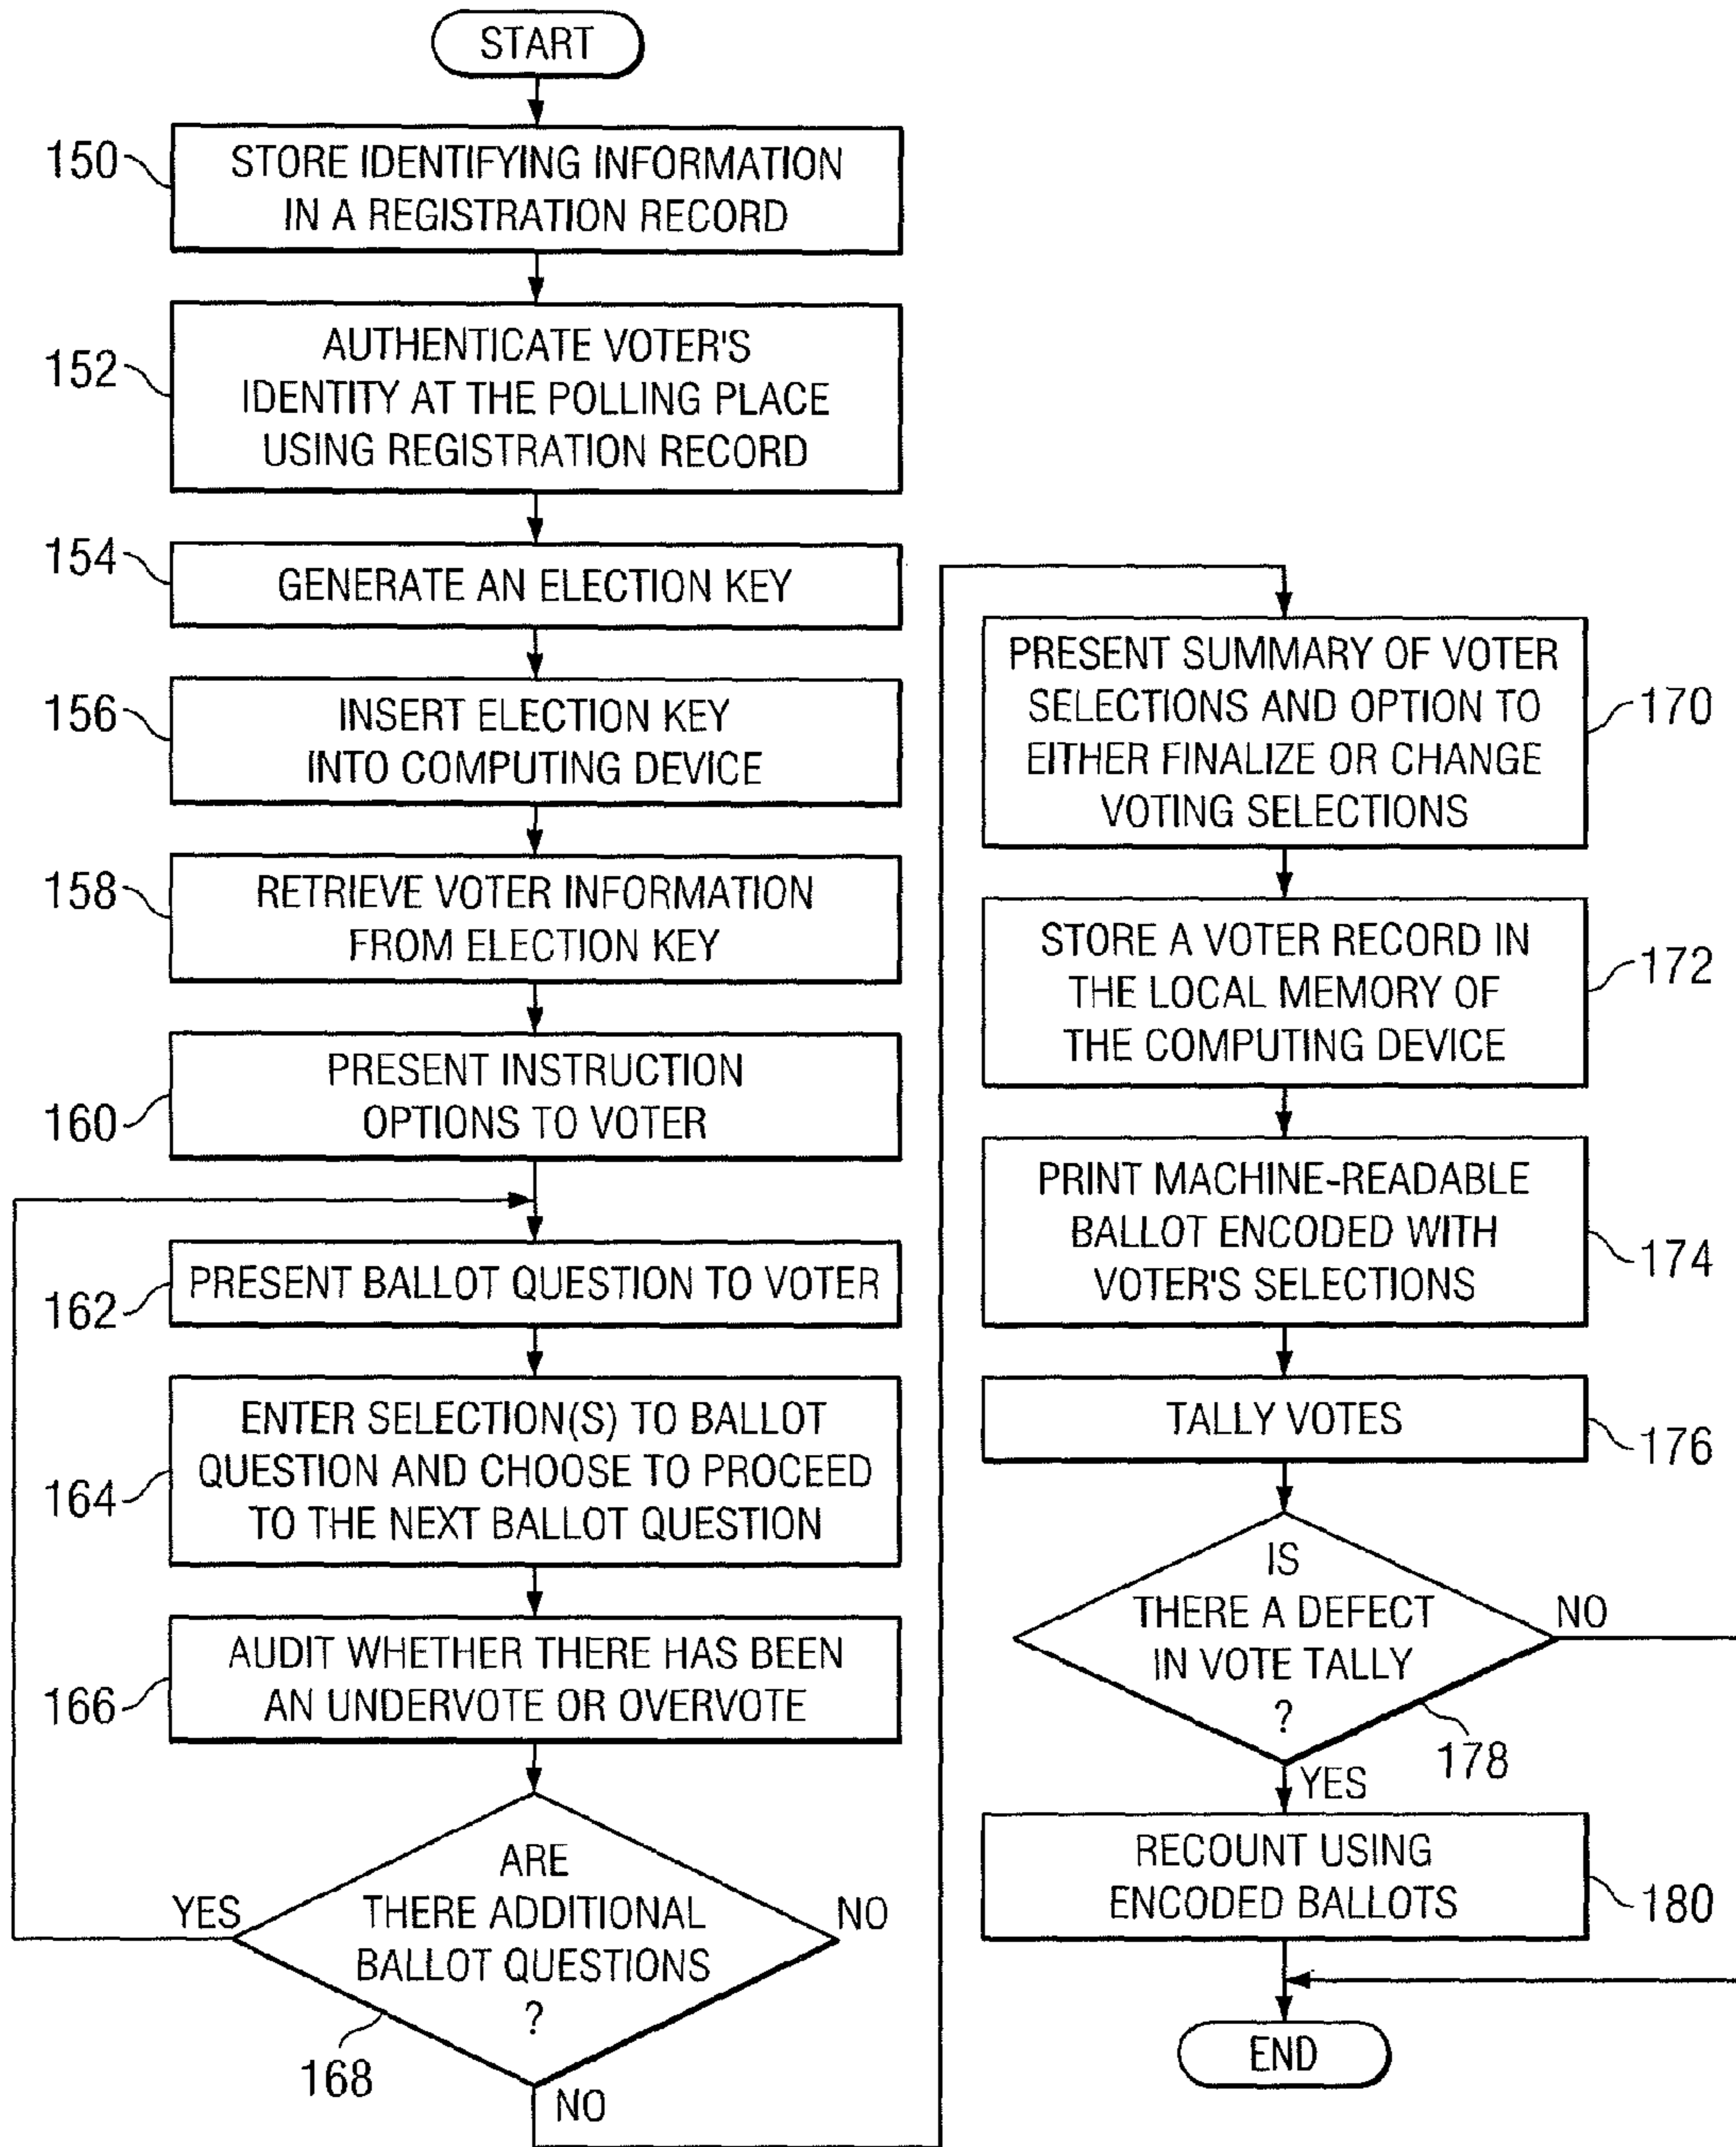 START
150
STORE IDENTIFYING INFORMATION
IN A REGISTRATION RECORD
152
AUTHENTICATE VOTER'S
IDENTITY AT THE POLLING PLACE
USING REGISTRATION RECORD
154
GENERATE AN ELECTION KEY
156
INSERT ELECTION KEY
INTO COMPUTING DEVICE
158
RETRIEVE VOTER INFORMATION
FROM ELECTION KEY
160
PRESENT INSTRUCTION
OPTIONS TO VOTER
162
PRESENT BALLOT QUESTION TO VOTER
164
ENTER SELECTION(S) TO BALLOT
QUESTION AND CHOOSE TO PROCEED
TO THE NEXT BALLOT QUESTION
166
AUDIT WHETHER THERE HAS BEEN
AN UNDERVOTE OR OVERVOTE
ARE
THERE ADDITIONAL
BALLOT QUESTIONS
?
YES
NO
168
NO
PRESENT SUMMARY OF VOTER
SELECTIONS AND OPTION TO
EITHER FINALIZE OR CHANGE
VOTING SELECTIONS
170
STORE A VOTER RECORD IN
THE LOCAL MEMORY OF
THE COMPUTING DEVICE
172
PRINT MACHINE-READABLE
BALLOT ENCODED WITH
VOTER'S SELECTIONS
174
TALLY VOTES
176
IS
THERE A DEFECT
IN VOTE TALLY
?
NO
178
YES
RECOUNT USING
ENCODED BALLOTS
180
END